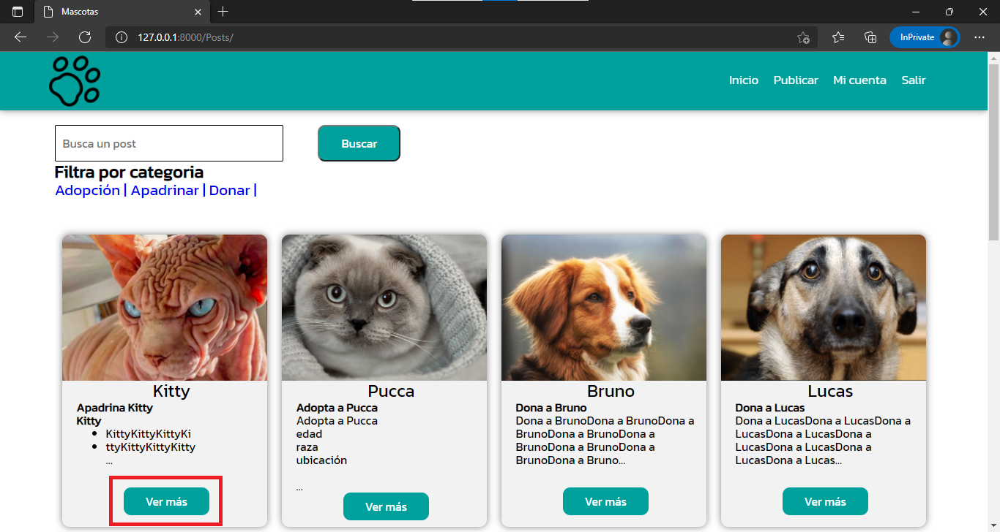 Mascotas
127.0.0.1:8000/Posts/
InPrivate
Inicio Publicar Mi cuenta Salir
Busca un post
Buscar
Filtra por categoria
Adopción | Apadrinar | Donar |
Kitty
Apadrina Kitty
Kitty
• KittyKittyKittyKi
• ttyKittyKittyKitty
...
Ver más
Pucca
Adopta a Pucca
Adopta a Pucca
edad
raza
ubicación
...
Ver más
Bruno
Dona a Bruno
Dona a BrunoDona a BrunoDona a
BrunoDona a BrunoDona a
BrunoDona a BrunoDona a
BrunoDona a Bruno...
Ver más
Lucas
Dona a Lucas
Dona a LucasDona a LucasDona a
LucasDona a LucasDona a
LucasDona a LucasDona a
LucasDona a Lucas...
Ver más